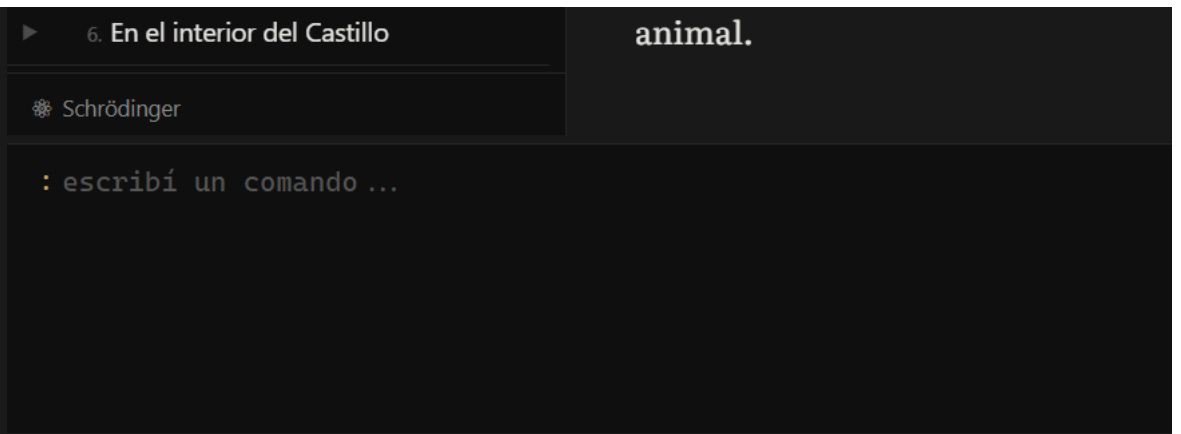 6. En el interior del Castillo
animal.
Schrödinger
: escribí un comando...